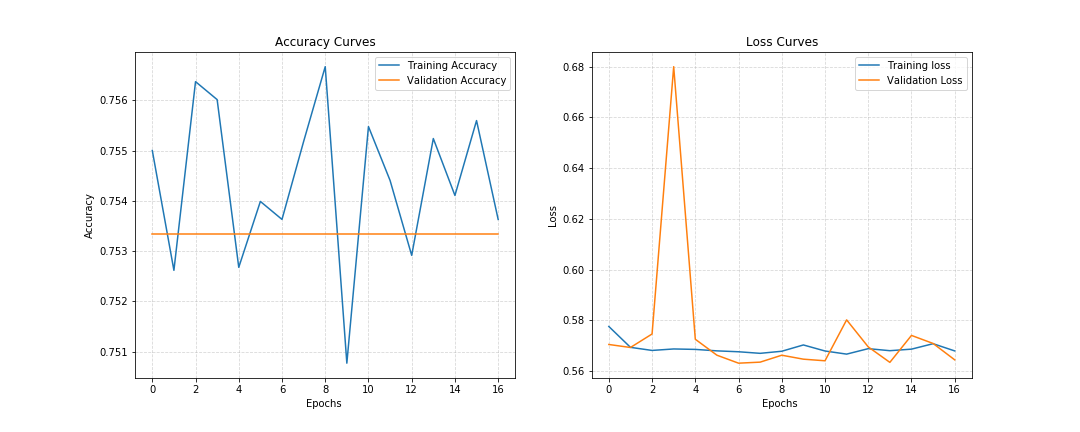 Accuracy Curves
Training Accuracy
Validation Accuracy
0.756
0.755
0.754
0.753
0.752
0.751
Accuracy
0 2 4 6 8 10 12 14 16
Epochs
Loss Curves
Training loss
Validation Loss
0.68
0.66
0.64
0.62
0.60
0.58
0.56
Loss
0 2 4 6 8 10 12 14 16
Epochs